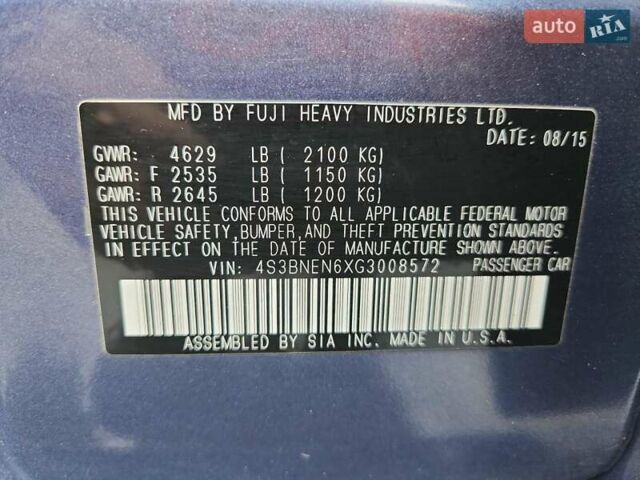 auto RIA.com
MFD BY FUJI HEAVY INDUSTRIES LTD.
DATE: 08/15
GVWR: 4629 LB ( 2100 KG)
GAWR: F 2535 LB ( 1150 KG)
GAWR: R 2645 LB ( 1200 KG)
THIS VEHICLE CONFORMS TO ALL APPLICABLE FEDERAL MOTOR
VEHICLE SAFETY, BUMPER, AND THEFT PREVENTION STANDARDS
IN EFFECT ON THE DATE OF MANUFACTURE SHOWN ABOVE.
VIN: 4S3BNEN6XG3008572 PASSENGER CAR
ASSEMBLED BY SIA INC. MADE IN U.S.A.